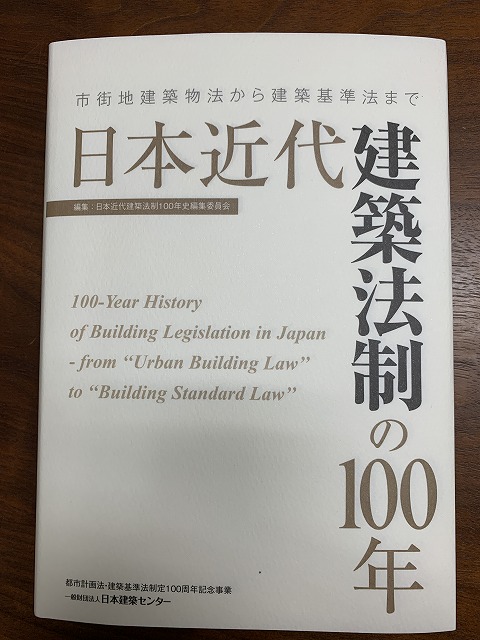 市街地建築物法から建築基準法まで
日本近代建築法制の100年
編集：日本近代建築法制100年史編集委員会
100-Year History
of Building Legislation in Japan
- from “Urban Building Law”
to “Building Standard Law”
都市計画法・建築基準法制定100周年記念事業
一般財団法人 日本建築センター